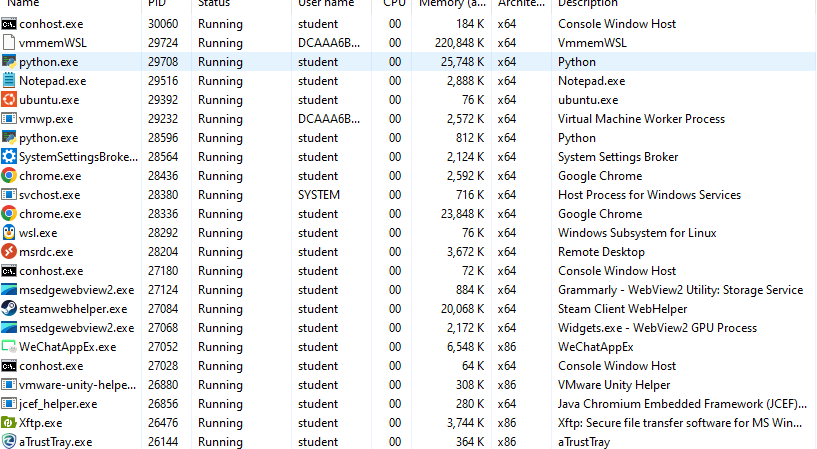 Name PID Status User name CPU Memory (a... Archite... Description
conhost.exe 30060 Running student 00 184 K x64 Console Window Host
vmmemWSL 29724 Running DCAAA6B... 00 220,848 K x64 VmmemWSL
python.exe 29708 Running student 00 25,748 K x64 Python
Notepad.exe 29516 Running student 00 2,888 K x64 Notepad.exe
ubuntu.exe 29392 Running student 00 76 K x64 ubuntu.exe
vmwp.exe 29232 Running DCAAA6B... 00 2,572 K x64 Virtual Machine Worker Process
python.exe 28596 Running student 00 812 K x64 Python
SystemSettingsBroke... 28564 Running student 00 2,124 K x64 System Settings Broker
chrome.exe 28436 Running student 00 2,592 K x64 Google Chrome
svchost.exe 28380 Running SYSTEM 00 716 K x64 Host Process for Windows Services
chrome.exe 28336 Running student 00 23,848 K x64 Google Chrome
wsl.exe 28292 Running student 00 76 K x64 Windows Subsystem for Linux
msrdc.exe 28204 Running student 00 3,672 K x64 Remote Desktop
conhost.exe 27180 Running student 00 72 K x64 Console Window Host
msedgewebview2.exe 27124 Running student 00 884 K x64 Grammarly - WebView2 Utility: Storage Service
steamwebhelper.exe 27084 Running student 00 20,068 K x64 Steam Client WebHelper
msedgewebview2.exe 27068 Running student 00 2,172 K x64 Widgets.exe - WebView2 GPU Process
WeChatAppEx.exe 27052 Running student 00 6,548 K x86 WeChatAppEx
conhost.exe 27028 Running student 00 64 K x64 Console Window Host
vmware-unity-helpe... 26880 Running student 00 308 K x86 VMware Unity Helper
jcef_helper.exe 26856 Running student 00 280 K x64 Java Chromium Embedded Framework (JCEF)...
Xftp.exe 26476 Running student 00 3,744 K x86 Xftp: Secure file transfer software for MS Win...
aTrustTray.exe 26144 Running student 00 364 K x86 aTrustTray